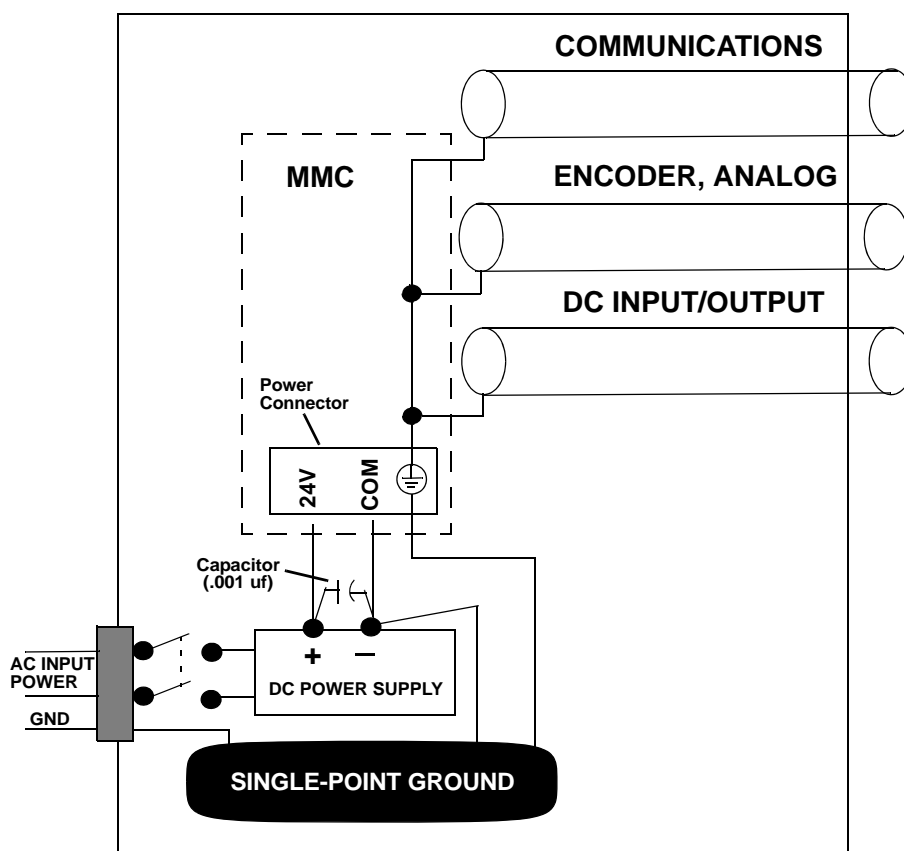 COMMUNICATIONS
MMC
ENCODER, ANALOG
DC INPUT/OUTPUT
Power
Connector
24V
COM
Capacitor
(.001 uf)
+ –
DC POWER SUPPLY
AC INPUT
POWER
GND
SINGLE-POINT GROUND